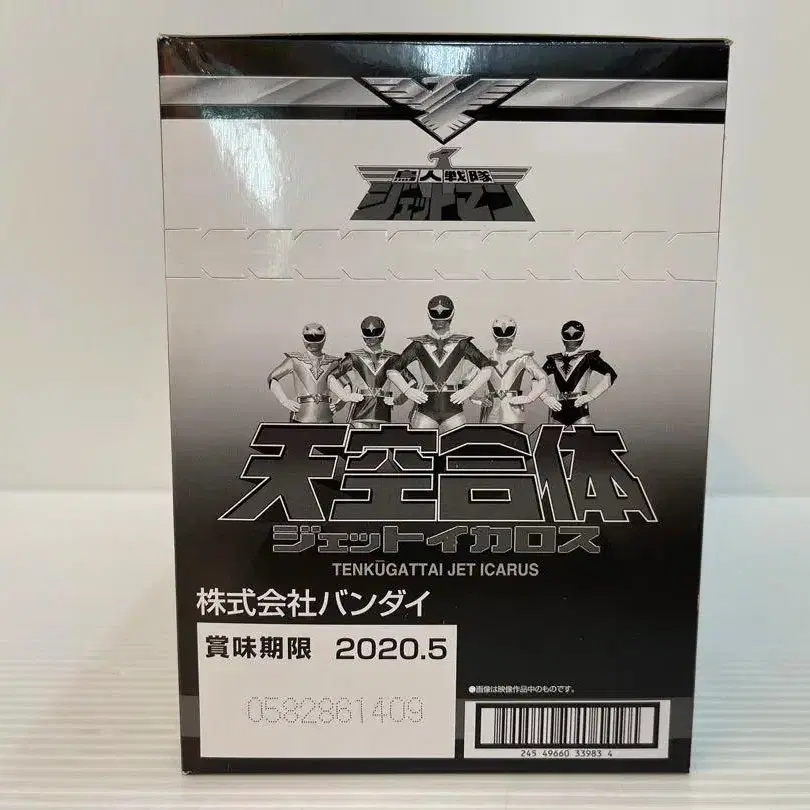 鳥人戦隊
ジェットマン
天空合体
ジェットイカロス
TENKŪGATTAI JET ICARUS
株式会社バンダイ
賞味期限 2020.5
0582861409
●画像は映像作品中のものです。
245 49660 33983 4